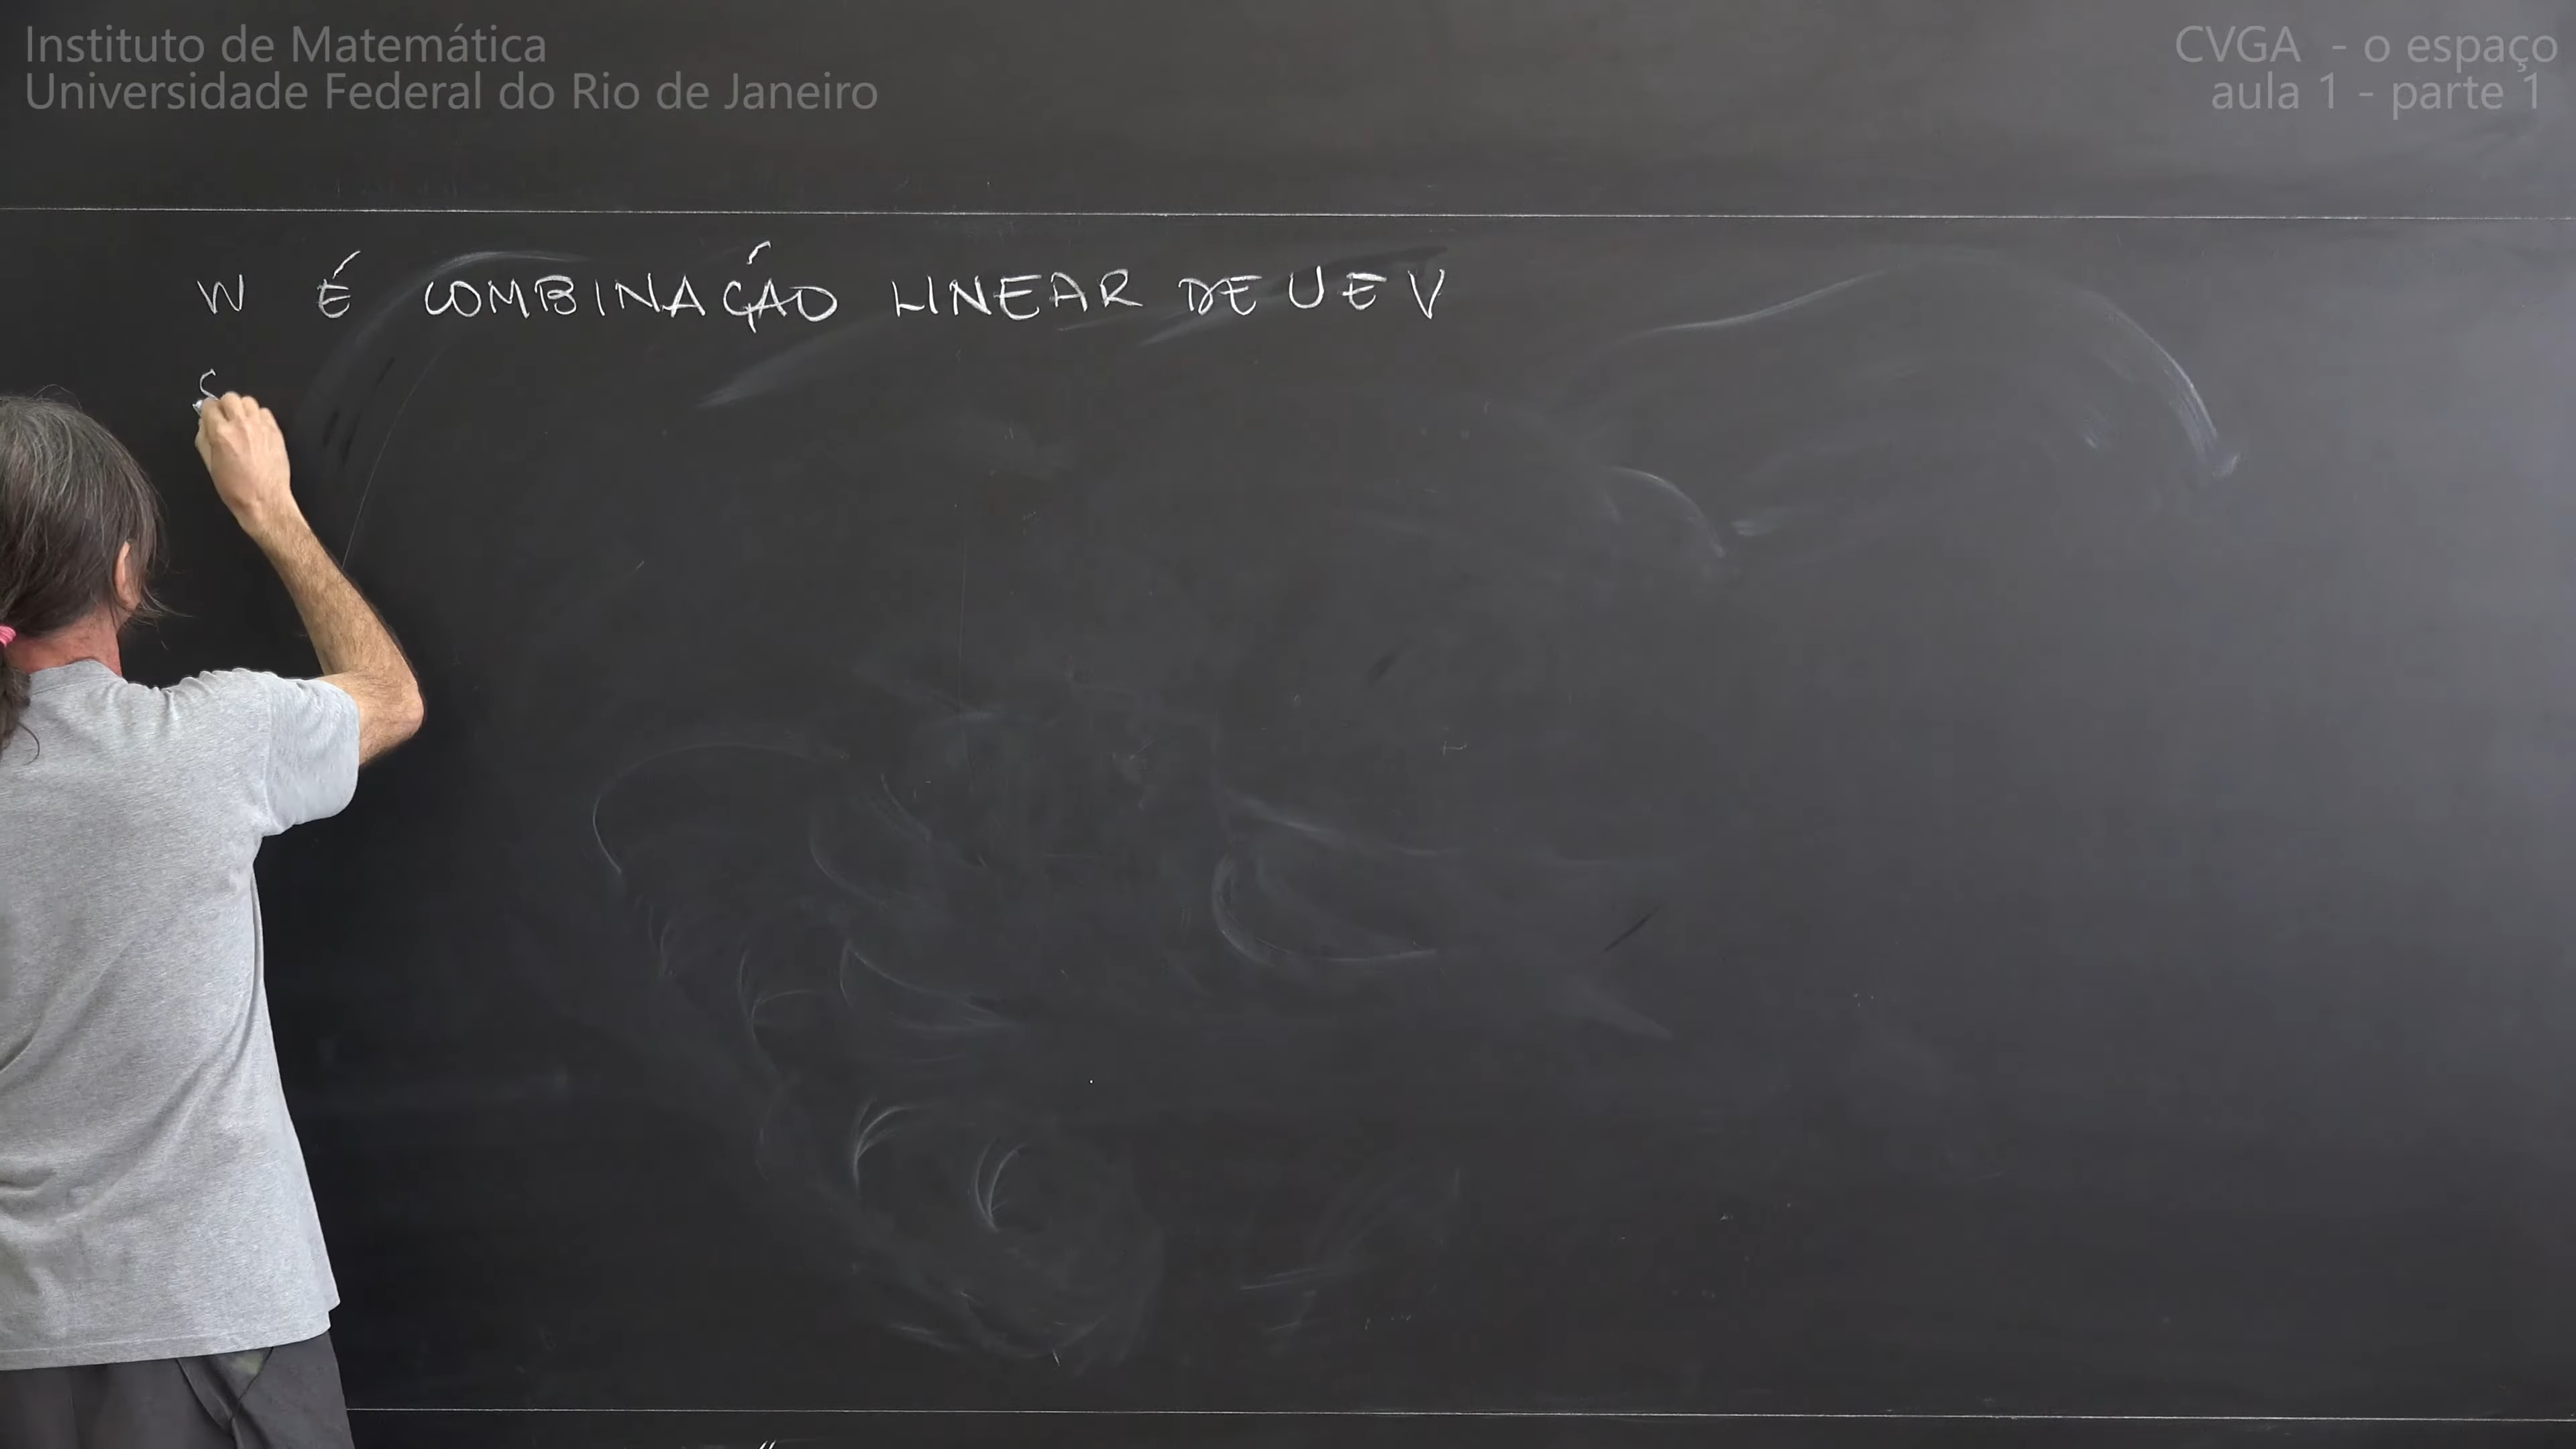 Instituto de Matemática
Universidade Federal do Rio de Janeiro
CVGA - o espaço
aula 1 - parte 1
W É COMBINAÇÃO LINEAR DE U E V
S